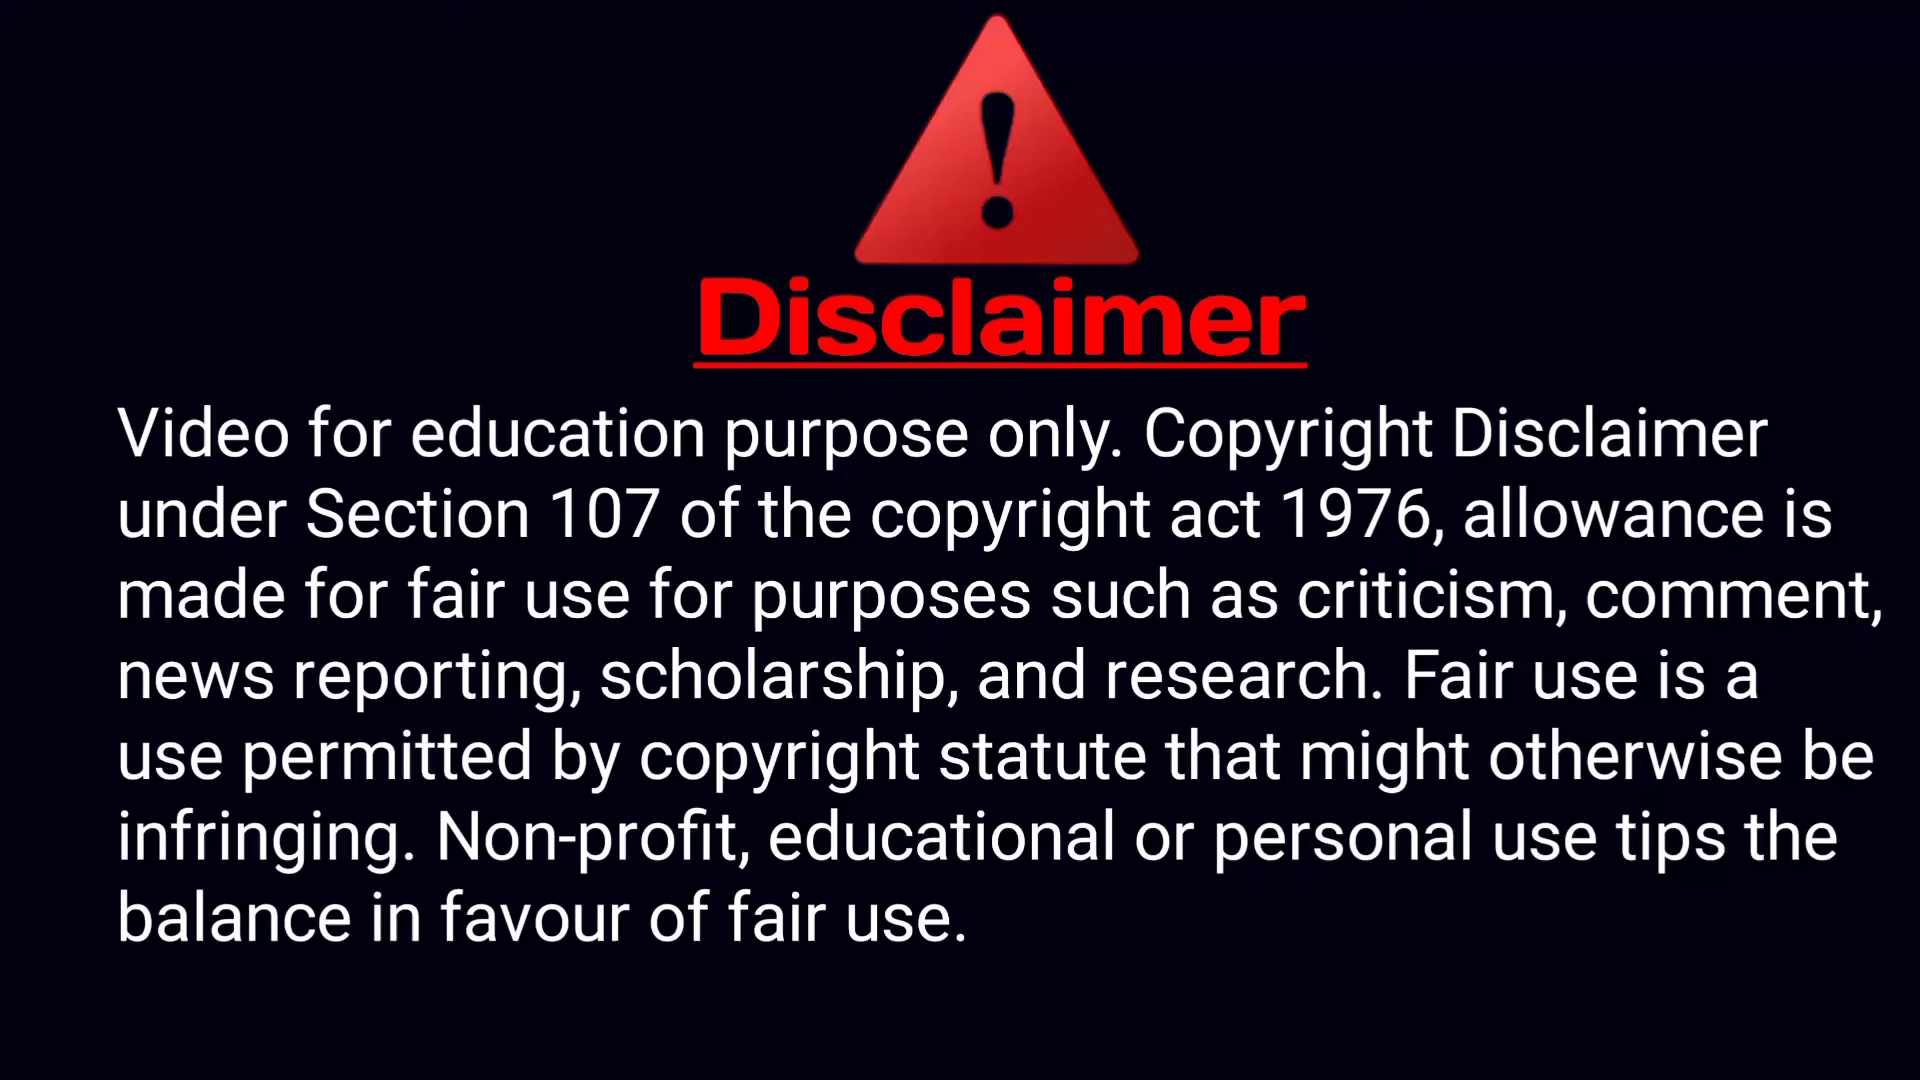 Disclaimer
Video for education purpose only. Copyright Disclaimer
under Section 107 of the copyright act 1976, allowance is
made for fair use for purposes such as criticism, comment,
news reporting, scholarship, and research. Fair use is a
use permitted by copyright statute that might otherwise be
infringing. Non-profit, educational or personal use tips the
balance in favour of fair use.